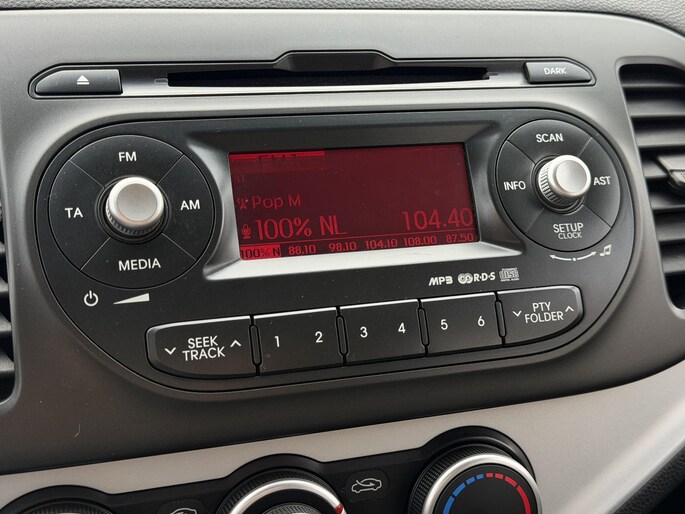 DARK
FM
TA
AM
MEDIA
Pop M
100% NL 104.40
100% N 88.10 98.10 104.10 108.00 87.50
SCAN
INFO
AST
SETUP
CLOCK
MP3 R·D·S
SEEK
TRACK
1 2 3 4 5 6
PTY
FOLDER